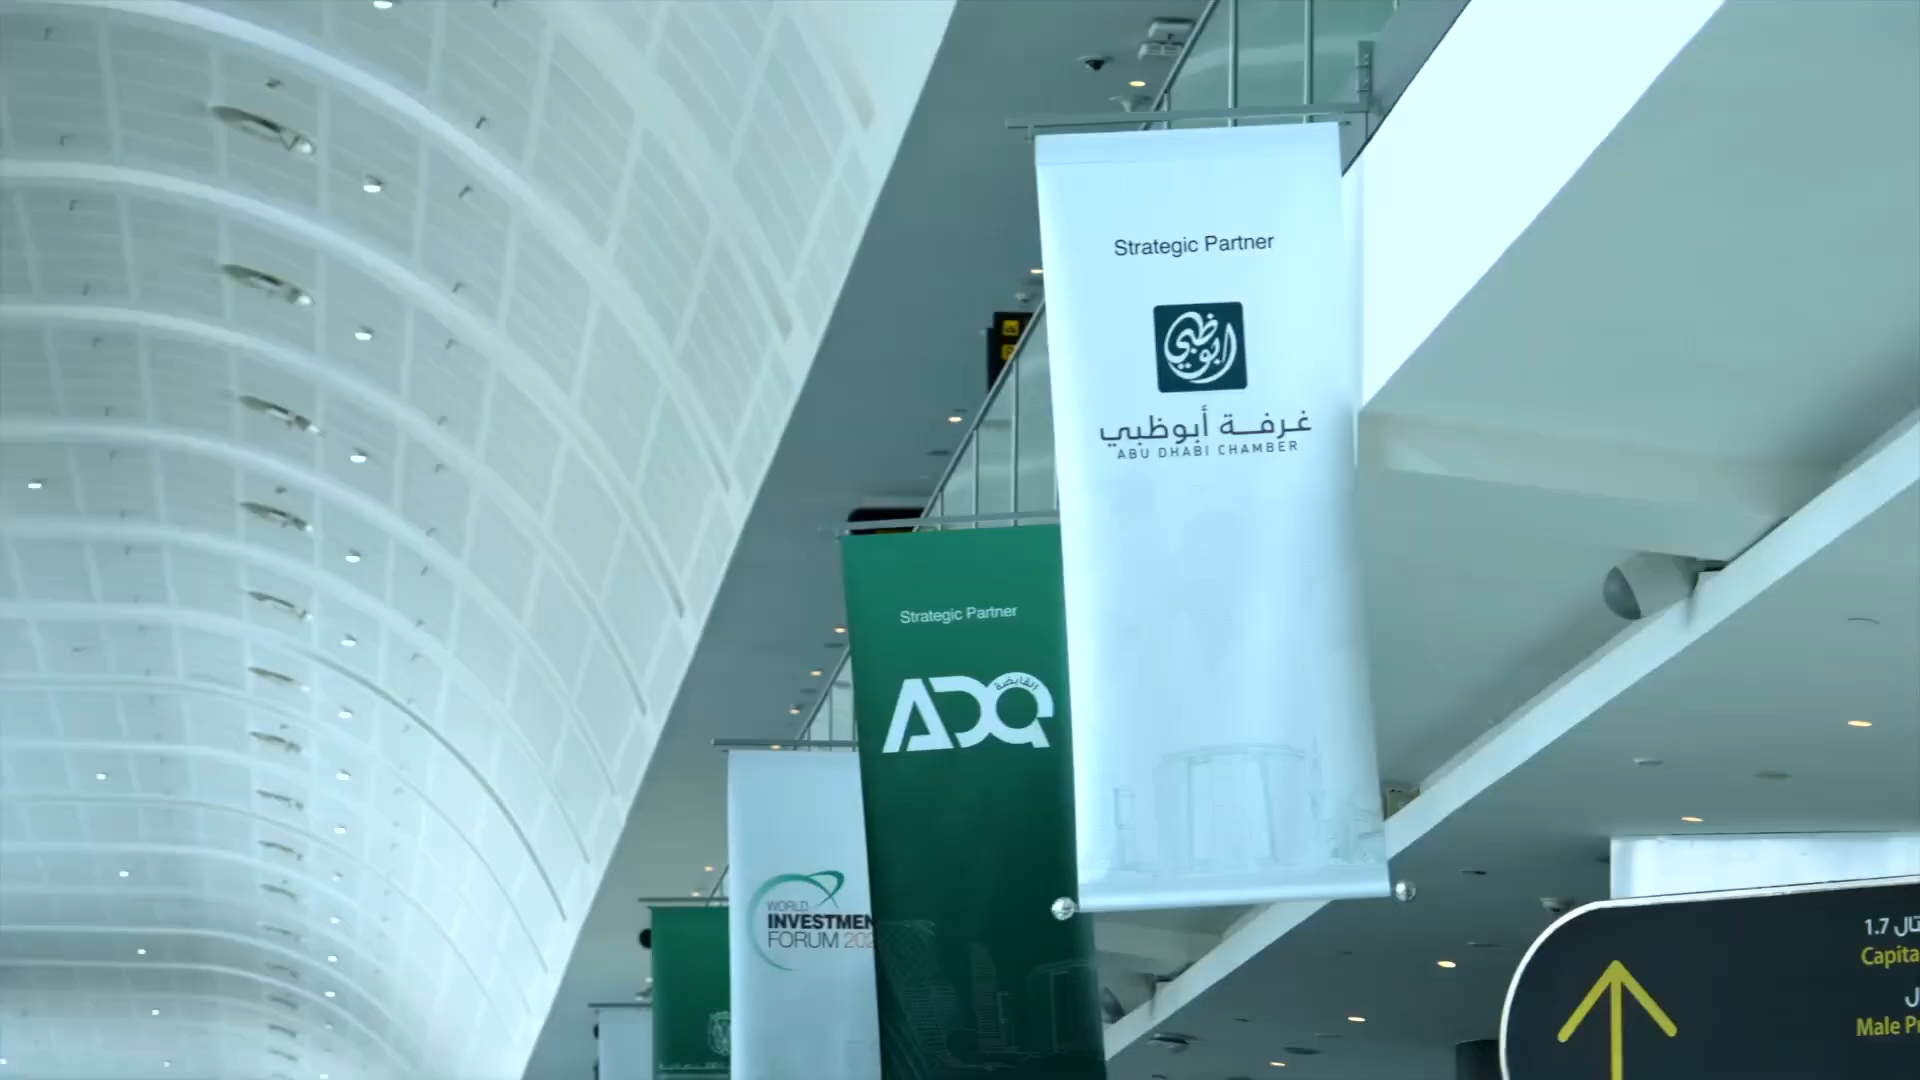 Strategic Partner
أبوظبي
غرفة أبوظبي
ABU DHABI CHAMBER
Strategic Partner
ADQ
القابضة
WORLD
INVESTMEN
FORUM 202
1.7
Capita
Male